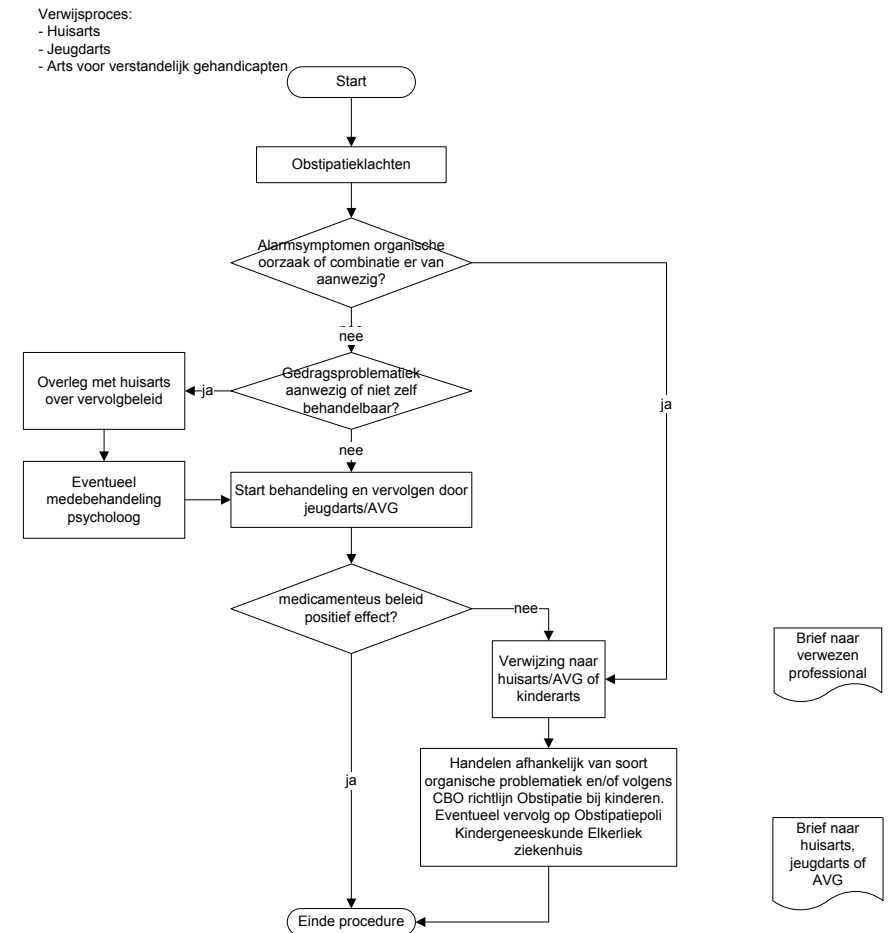 Verwijsproces:
- Huisarts
- Jeugdarts
- Arts voor verstandelijk gehandicapten
Start
Obstipatieklachten
Alarmsymptomen organische
oorzaak of combinatie er van
aanwezig?
nee
Gedragsproblematiek
aanwezig of niet zelf
behandelbaar?
ja
Overleg met huisarts
over vervolgbeleid
ja
nee
Eventueel
medebehandeling
psycholoog
Start behandeling en vervolgen door
jeugdarts/AVG
medicamenteus beleid
positief effect?
nee
Verwijzing naar
huisarts/AVG of
kinderarts
Brief naar
verwezen
professional
ja
Handelen afhankelijk van soort
organische problematiek en/of volgens
CBO richtlijn Obstipatie bij kinderen.
Eventueel vervolg op Obstipatiepoli
Kindergeneeskunde Elkerliek
ziekenhuis
Brief naar
huisarts,
jeugdarts of
AVG
Einde procedure